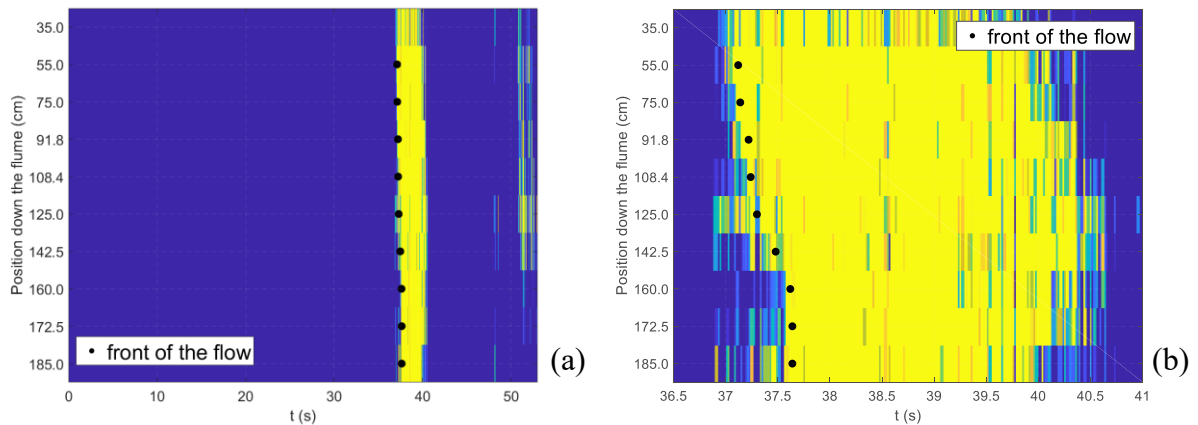 Position down the flume (cm)
35.0
55.0
75.0
91.8
108.4
125.0
142.5
160.0
172.5
185.0
front of the flow
0 10 20 30 40 50
t (s)
(a)
Position down the flume (cm)
35.0
55.0
75.0
91.8
108.4
125.0
142.5
160.0
172.5
185.0
front of the flow
36.5 37 37.5 38 38.5 39 39.5 40 40.5 41
t (s)
(b)